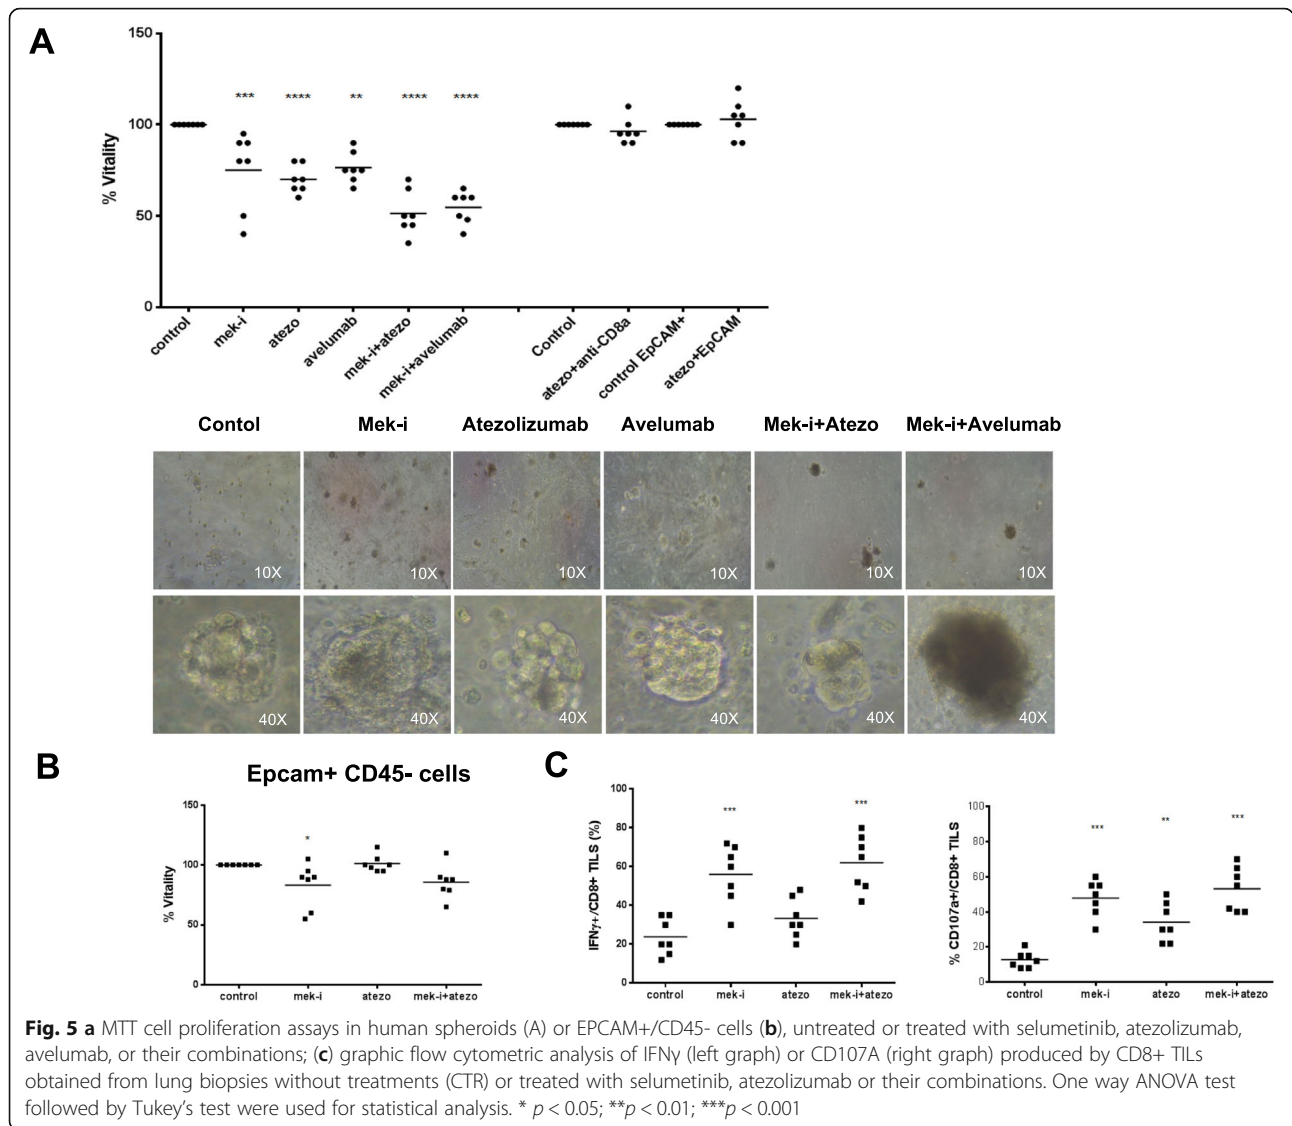 A
150
100
50
0
% Vitality
*** **** ** **** ****
control mek-i atezo avelumab mek-i+atezo mek-i+avelumab Control atezo+anti-CD8a control EpCAM+ atezo+EpCAM
Contol Mek-i Atezolizumab Avelumab Mek-i+Atezo Mek-i+Avelumab
10X 10X 10X 10X 10X 10X
40X 40X 40X 40X 40X 40X
B
Epcam+ CD45- cells
150
100
50
0
% Vitality
*
control mek-i atezo mek-i+atezo
C
100
80
60
40
20
0
IFNγ+/CD8+ TILS (%)
*** ***
control mek-i atezo mek-i+atezo
100
80
60
40
20
0
% CD107a+/CD8+ TILS
*** ** ***
control mek-i atezo mek-i+atezo
Fig. 5 a MTT cell proliferation assays in human spheroids (A) or EPCAM+/CD45- cells (b), untreated or treated with selumetinib, atezolizumab,
avelumab, or their combinations; (c) graphic flow cytometric analysis of IFNγ (left graph) or CD107A (right graph) produced by CD8+ TILs
obtained from lung biopsies without treatments (CTR) or treated with selumetinib, atezolizumab or their combinations. One way ANOVA test
followed by Tukey's test were used for statistical analysis. * p < 0.05; **p < 0.01; ***p < 0.001